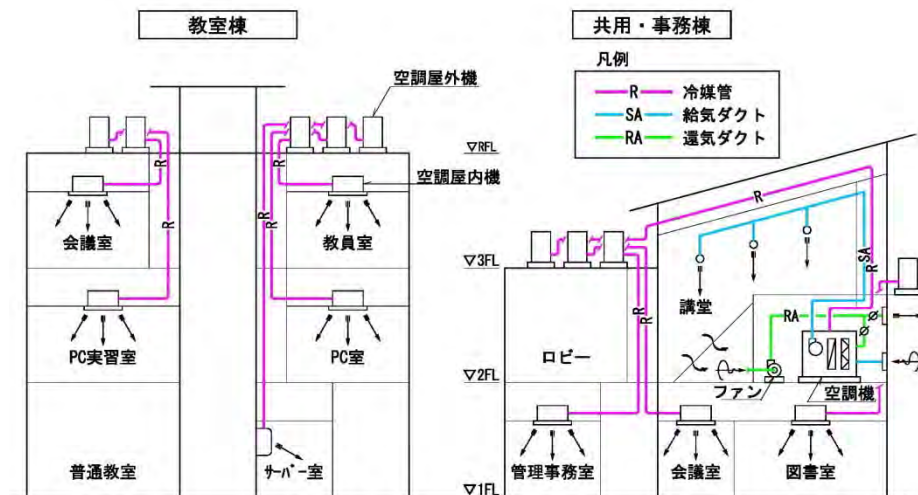 教室棟
共用・事務棟
凡例
R 冷媒管
SA 給気ダクト
RA 還気ダクト
空調屋外機
R
R
R
R
R
▽RFL
空調屋内機
会議室
教員室
R
SA
R
▽3FL
講堂
R
R
RA
PC実習室
PC室
ロビー
▽2FL
ファン
空調機
普通教室
サーバー室
管理事務室
会議室
図書室
▽1FL